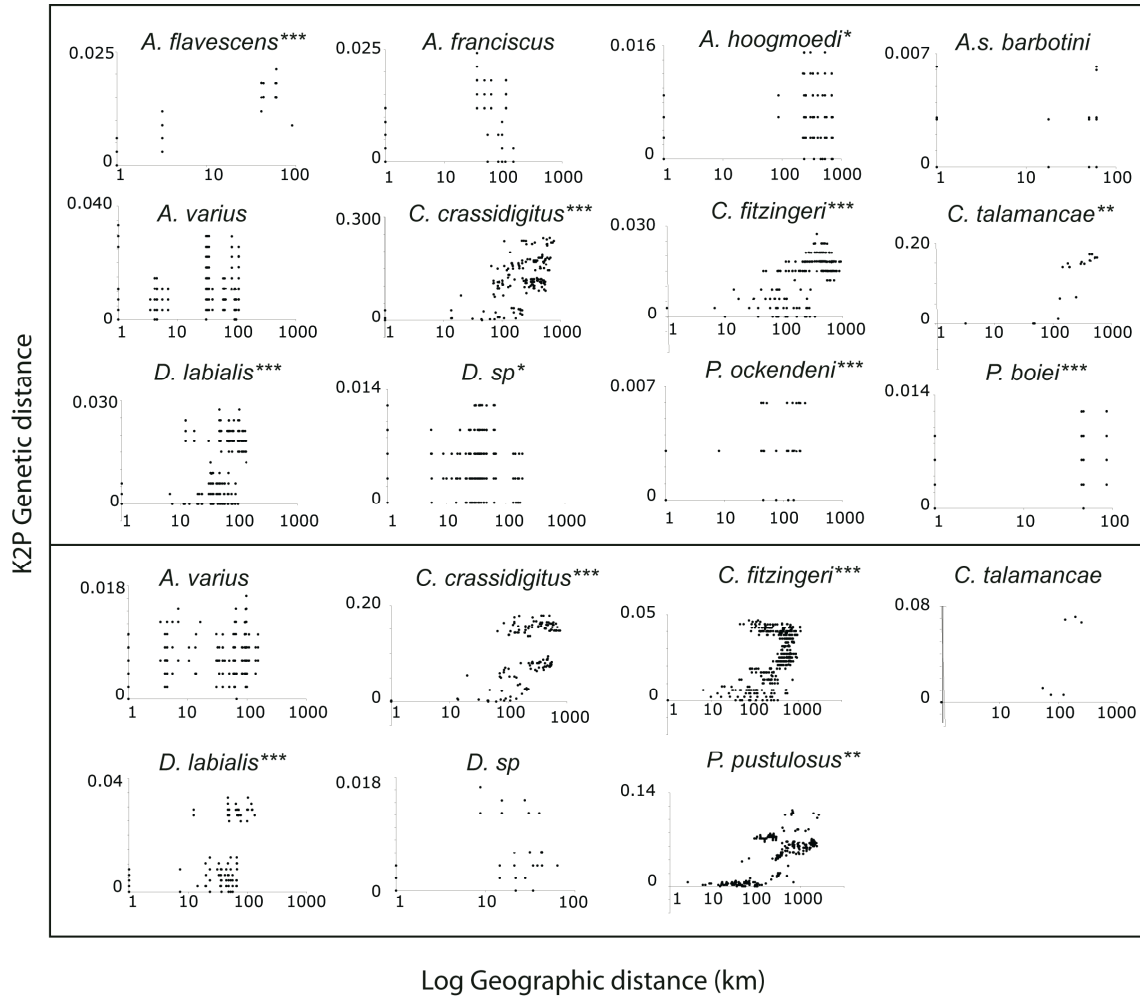 A. flavescens*** A. franciscus A. hoogmoedi* A.s. barbotini
0.025 0.025 0.016 0.007
0 0 0 0
1 10 100 1 10 100 1000 1 10 100 1000 1 10 100
A. varius C. crassidigitus*** C. fitzingeri*** C. talamancae**
0.040 0.300 0.030 0.20
0 0 0 0
1 10 100 1000 1 10 100 1000 1 10 100 1000 1 10 100 1000
D. labialis*** D. sp* P. ockendeni*** P. boiei***
0.030 0.014 0.007 0.014
0 0 0 0
1 10 100 1000 1 10 100 1000 1 10 100 1000 1 10 100
K2P Genetic distance
A. varius C. crassidigitus*** C. fitzingeri*** C. talamancae
0.018 0.20 0.05 0.08
0 0 0 0
1 10 100 1000 1 10 100 1000 1 10 100 1000 1 10 100 1000
D. labialis*** D. sp P. pustulosus**
0.04 0.018 0.14
0 0 0
1 10 100 1000 1 10 100 1 10 100 1000
Log Geographic distance (km)